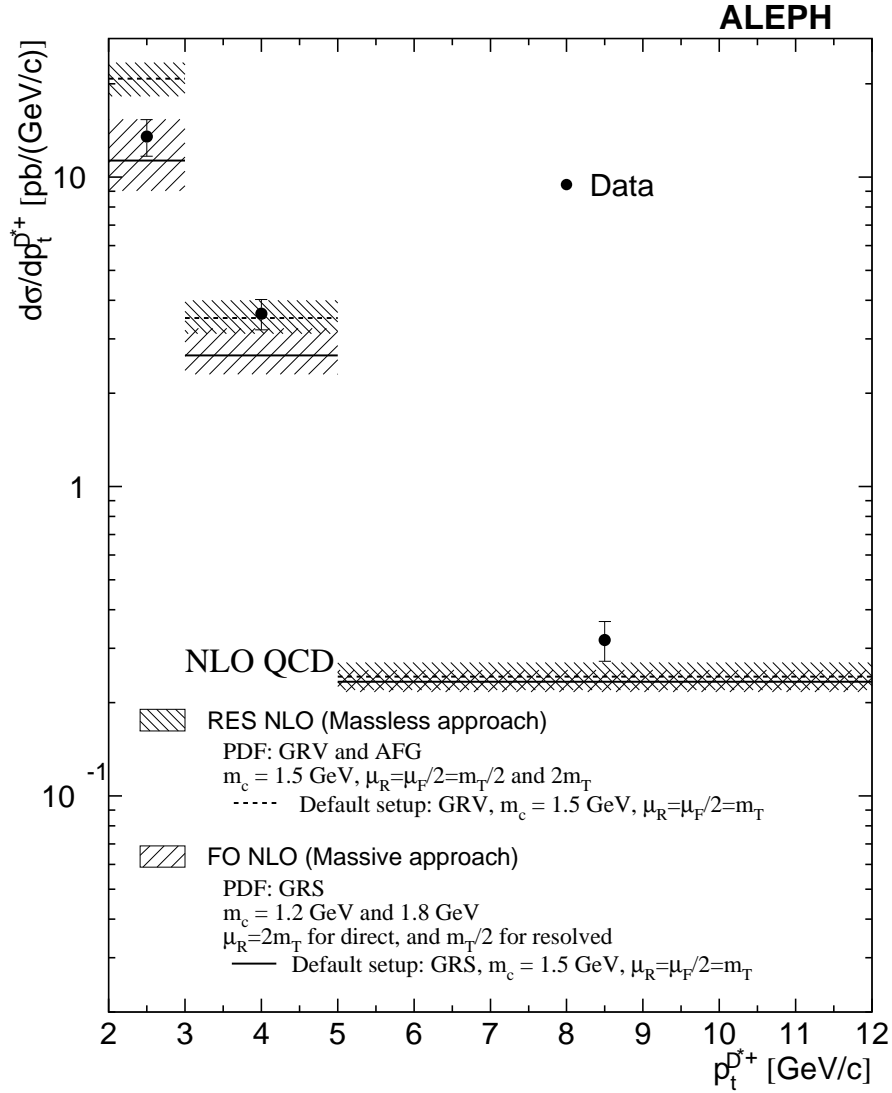 ALEPH
dσ/dp_t^{D*+} [pb/(GeV/c)]
10
Data
1
NLO QCD
RES NLO (Massless approach)
PDF: GRV and AFG
m_c = 1.5 GeV, μ_R=μ_F/2=m_T/2 and 2m_T
10^-1
Default setup: GRV, m_c = 1.5 GeV, μ_R=μ_F/2=m_T
FO NLO (Massive approach)
PDF: GRS
m_c = 1.2 GeV and 1.8 GeV
μ_R=2m_T for direct, and m_T/2 for resolved
Default setup: GRS, m_c = 1.5 GeV, μ_R=μ_F/2=m_T
2 3 4 5 6 7 8 9 10 11 12
p_t^{D*+} [GeV/c]